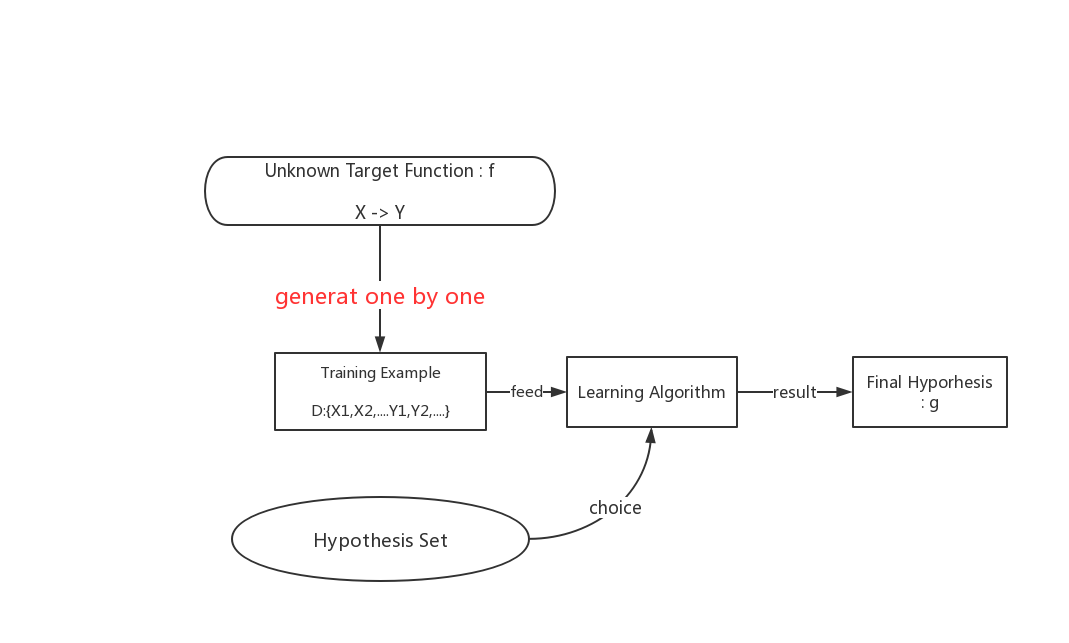 Unknown Target Function : f
X -> Y
generat one by one
Training Example
D:{X1,X2,....Y1,Y2,....}
feed
Learning Algorithm
result
Final Hyporhesis
: g
choice
Hypothesis Set